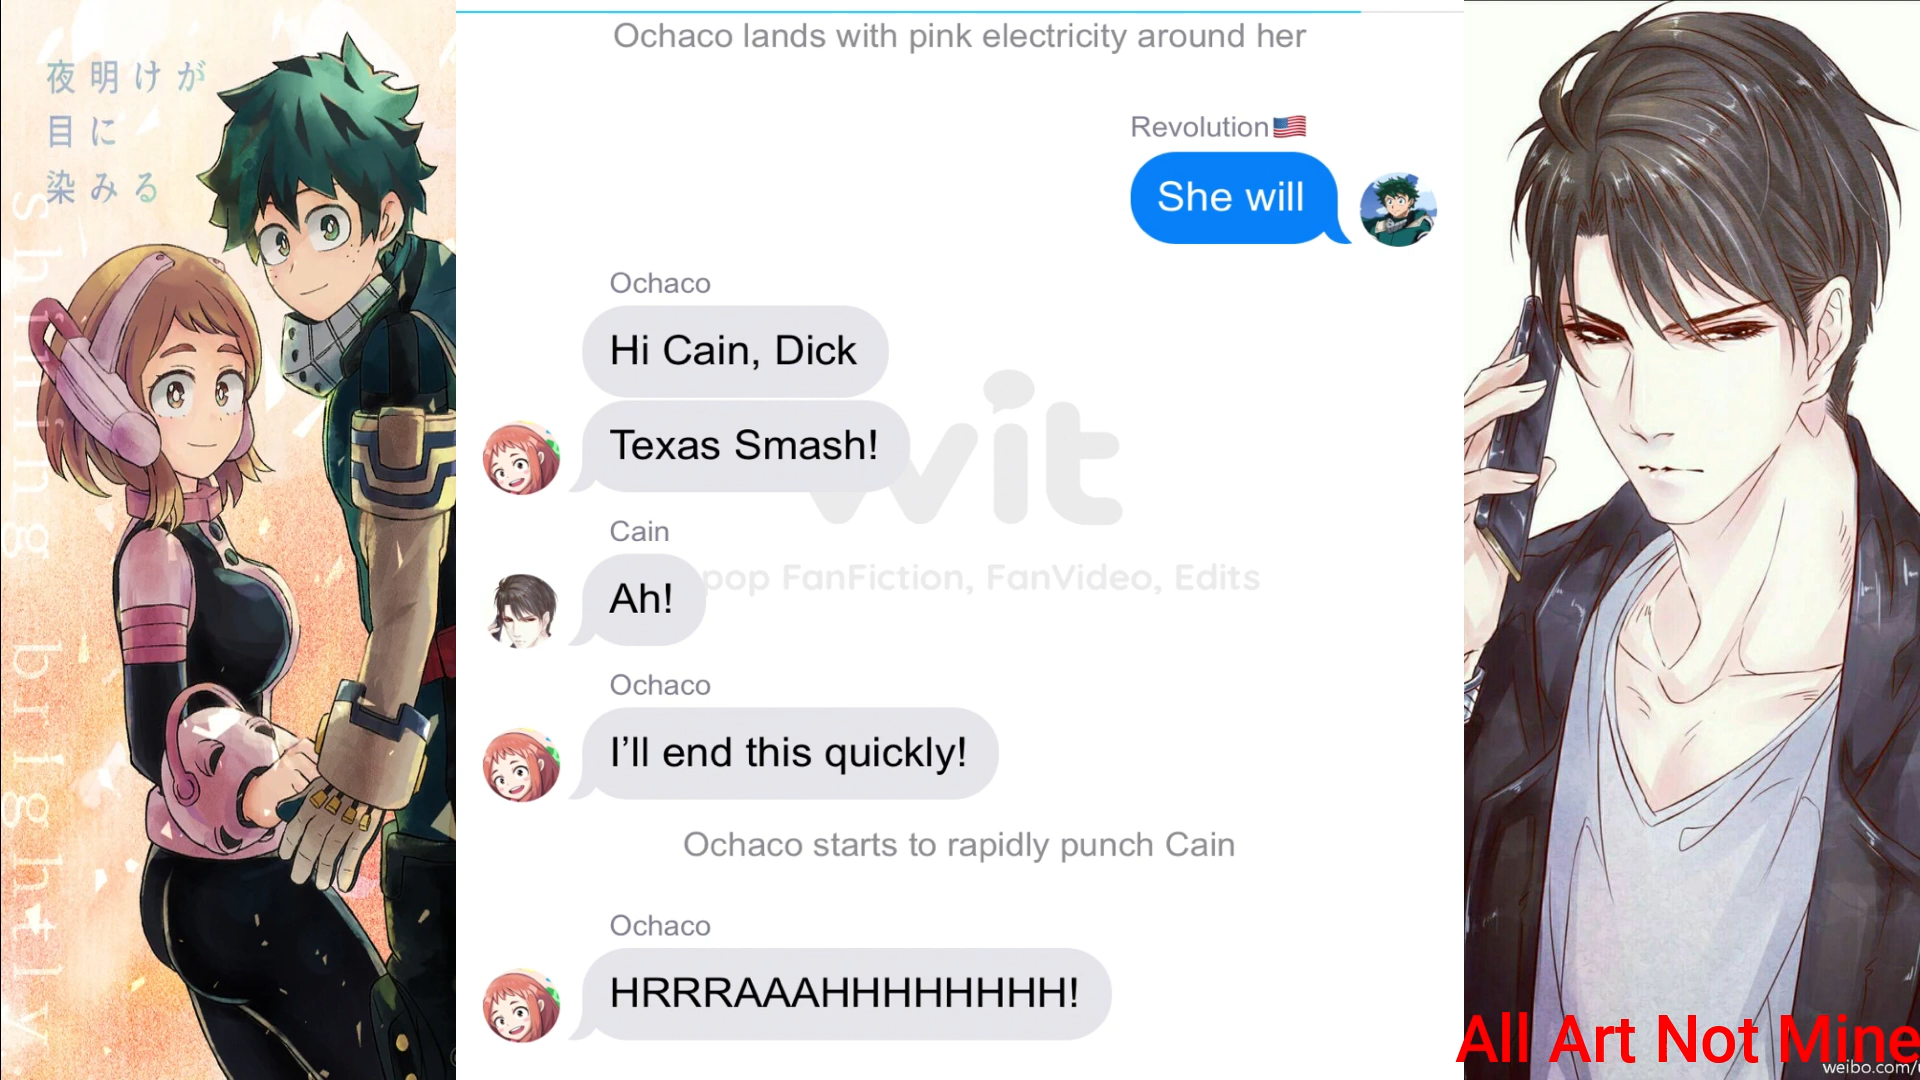 夜明けが
目に
染みる
shining brightly.
Ochaco lands with pink electricity around her
Revolution🇺🇸
She will
Ochaco
Hi Cain, Dick
Texas Smash!
wit
pop FanFiction, FanVideo, Edits
Cain
Ah!
Ochaco
I’ll end this quickly!
Ochaco starts to rapidly punch Cain
Ochaco
HRRRAAAHHHHHHHH!
All Art Not Mine
weibo.com/